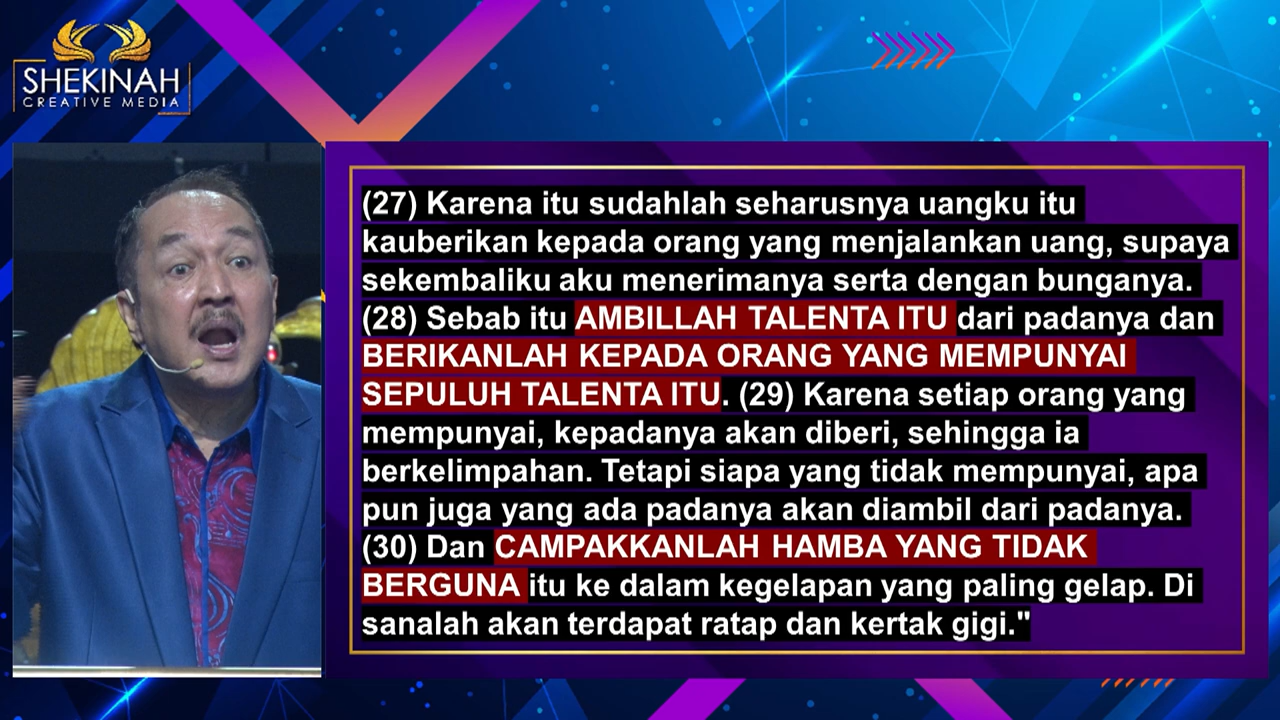 SHEKINAH
CREATIVE MEDIA
(27) Karena itu sudahlah seharusnya uangku itu
kauberikan kepada orang yang menjalankan uang, supaya
sekembaliku aku menerimanya serta dengan bunganya.
(28) Sebab itu AMBILLAH TALENTA ITU dari padanya dan
BERIKANLAH KEPADA ORANG YANG MEMPUNYAI
SEPULUH TALENTA ITU. (29) Karena setiap orang yang
mempunyai, kepadanya akan diberi, sehingga ia
berkelimpahan. Tetapi siapa yang tidak mempunyai, apa
pun juga yang ada padanya akan diambil dari padanya.
(30) Dan CAMPAKKANLAH HAMBA YANG TIDAK
BERGUNA itu ke dalam kegelapan yang paling gelap. Di
sanalah akan terdapat ratap dan kertak gigi."